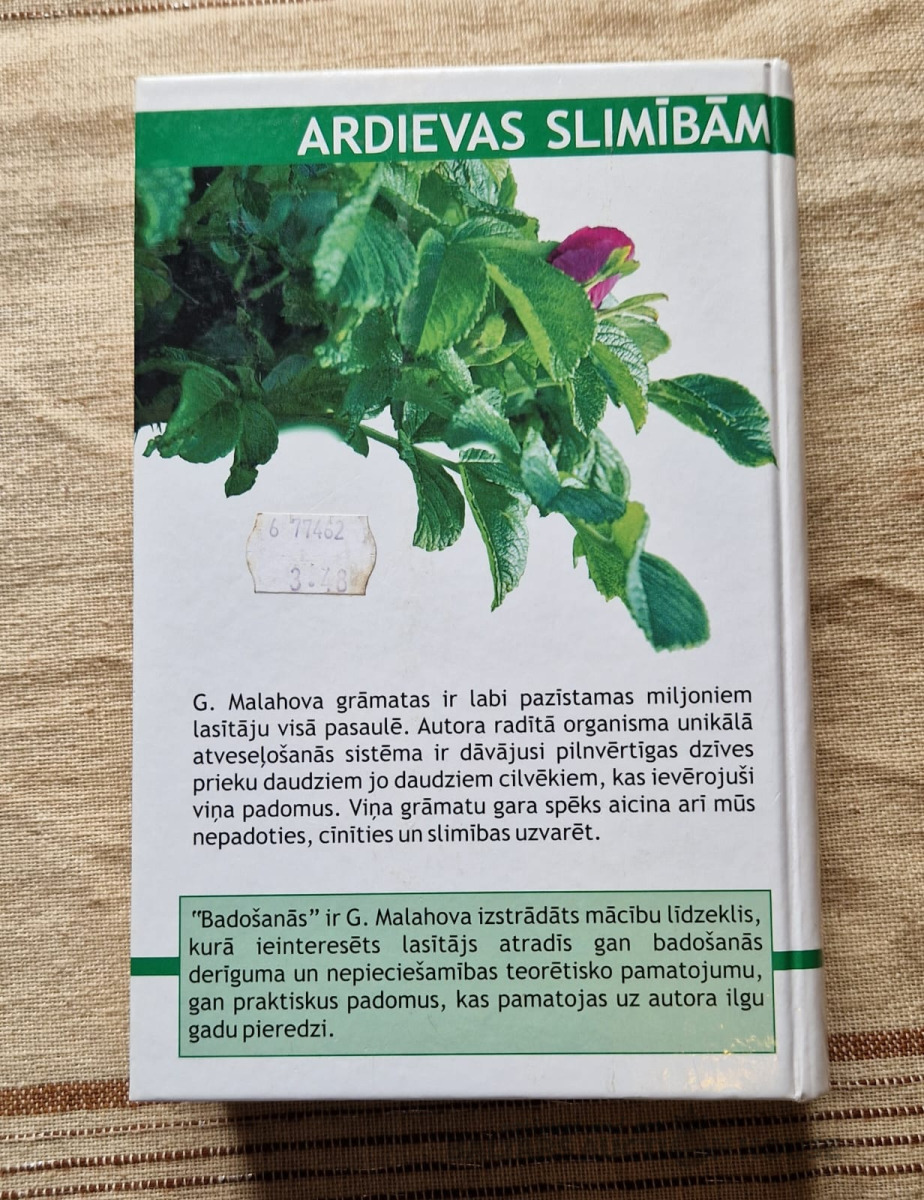 ARDIEVAS SLIMĪBĀM
6 77462
3.48
G. Malahova grāmatas ir labi pazīstamas miljoniem
lasītāju visā pasaulē. Autora radītā organisma unikālā
atveseļošanās sistēma ir dāvājusi pilnvērtīgas dzīves
prieku daudziem jo daudziem cilvēkiem, kas ievērojuši
viņa padomus. Viņa grāmatu gara spēks aicina arī mūs
nepadoties, cīnīties un slimības uzvarēt.
"Badošanās" ir G. Malahova izstrādāts mācību līdzeklis,
kurā ieinteresēts lasītājs atradīs gan badošanās
derīguma un nepieciešamības teorētisko pamatojumu,
gan praktiskus padomus, kas pamatojas uz autora ilgu
gadu pieredzi.